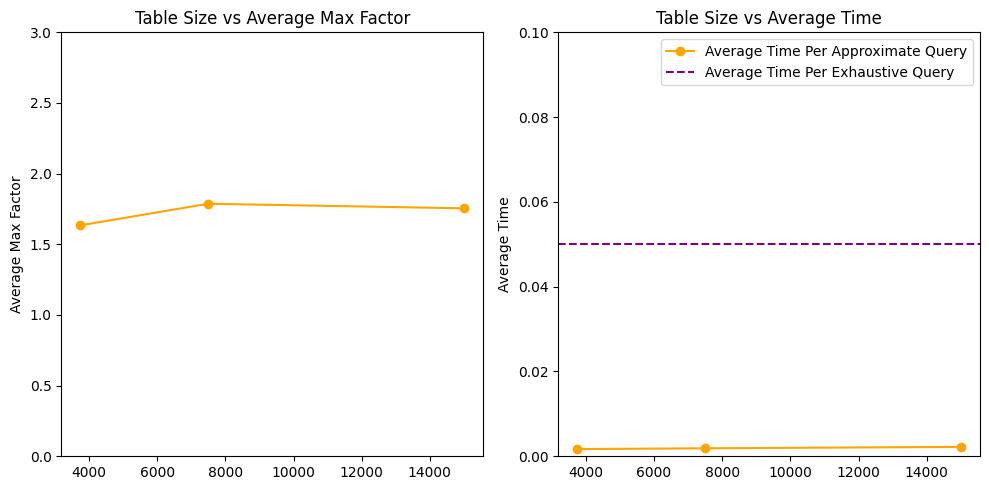 Table Size vs Average Max Factor
3.0
2.5
2.0
1.5
1.0
0.5
0.0
Average Max Factor
4000 6000 8000 10000 12000 14000
Table Size vs Average Time
Average Time Per Approximate Query
Average Time Per Exhaustive Query
0.10
0.08
0.06
0.04
0.02
0.00
Average Time
4000 6000 8000 10000 12000 14000